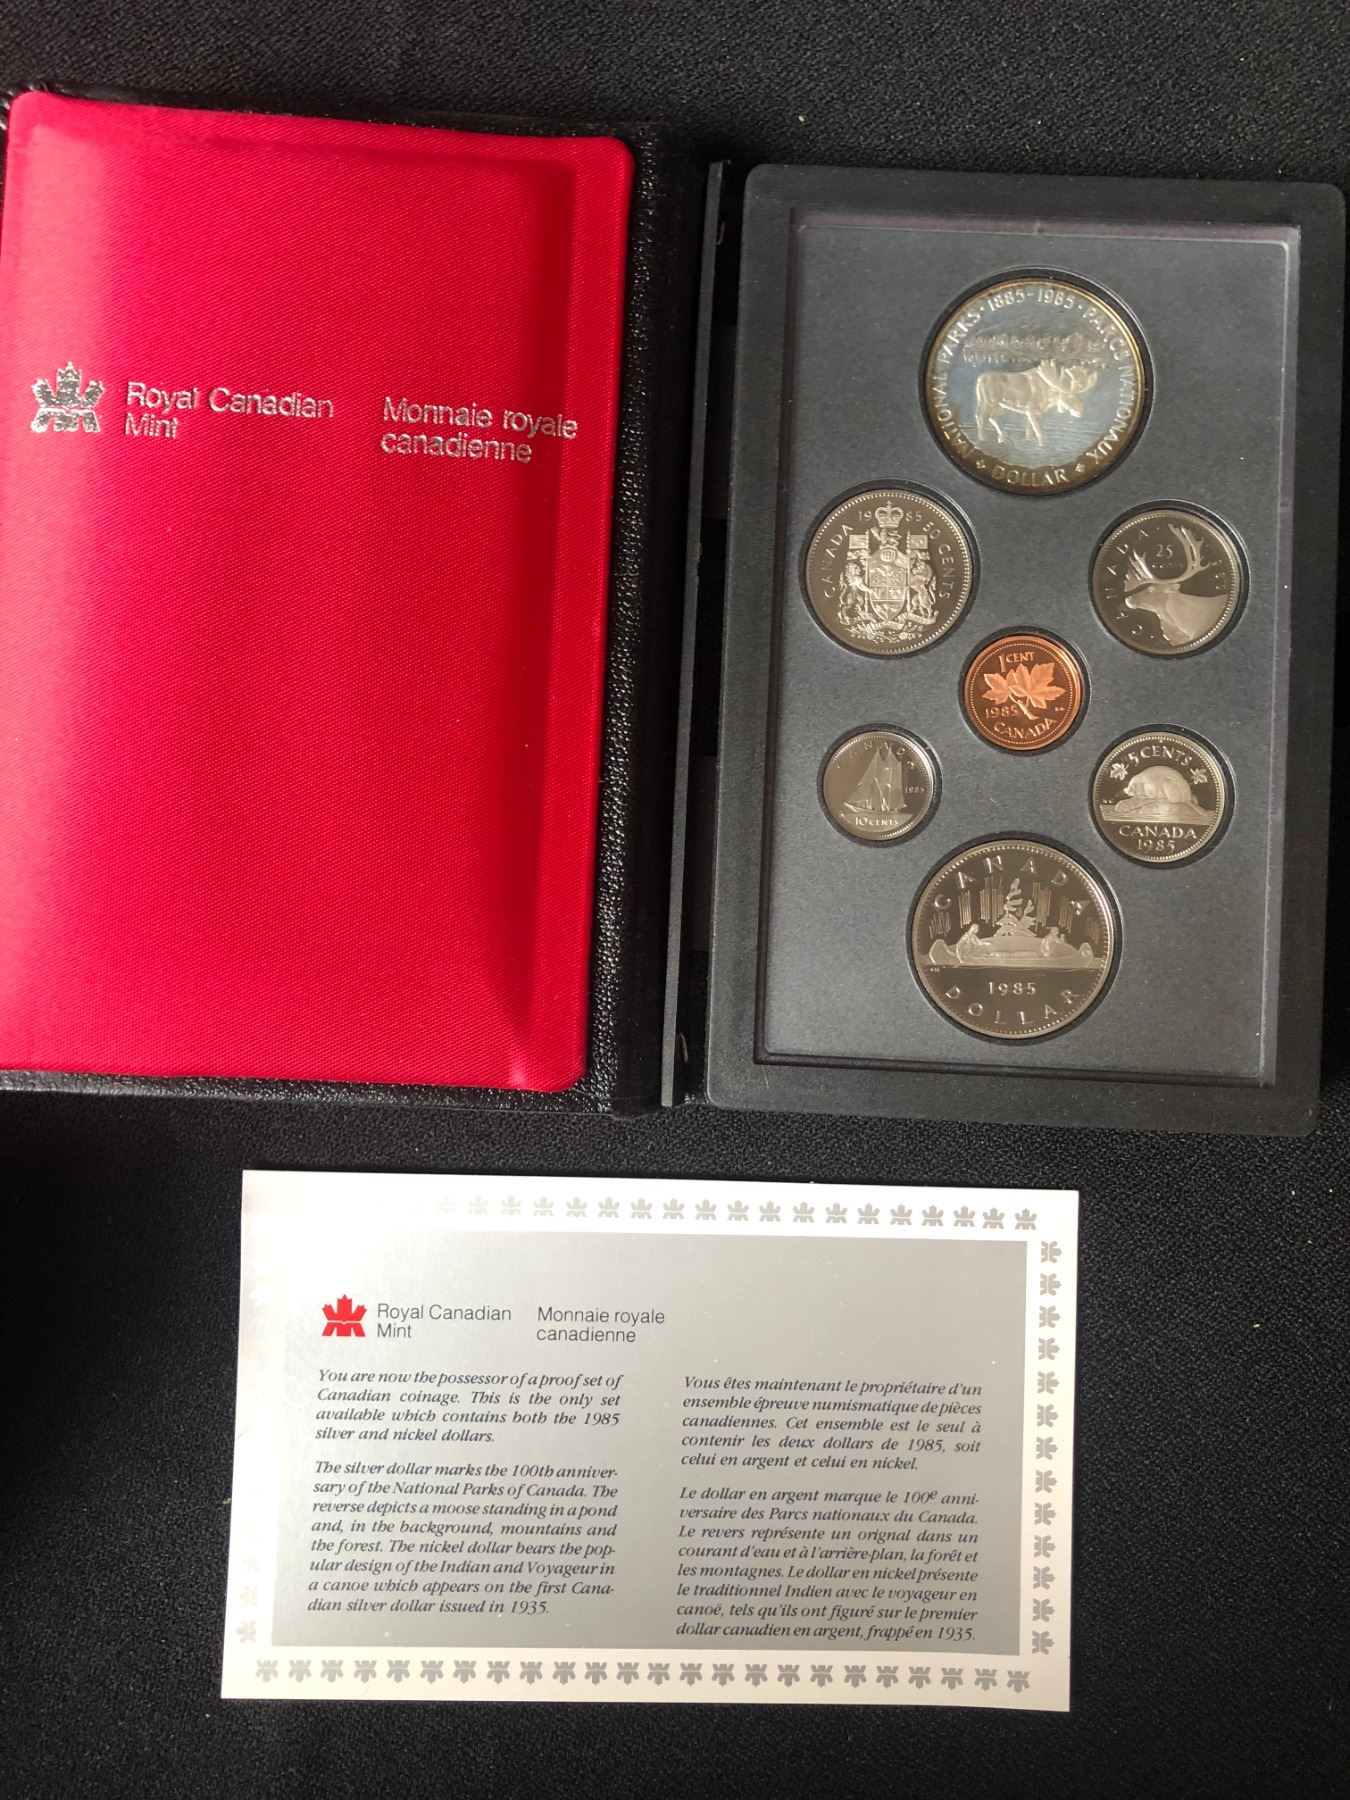 Royal Canadian
Mint
Monnaie royale
canadienne
NATIONAL PARKS · 1885-1985 · PARCS NATIONAUX
DOLLAR
CANADA 1985 50 CENTS
CANADA
25
1 CENT
1985
CANADA
CANADA
1985
10 CENTS
5 CENTS
CANADA
1985
CANADA
1985
DOLLAR
Royal Canadian
Mint
Monnaie royale
canadienne
You are now the possessor of a proof set of
Canadian coinage. This is the only set
available which contains both the 1985
silver and nickel dollars.
The silver dollar marks the 100th anniver-
sary of the National Parks of Canada. The
reverse depicts a moose standing in a pond
and, in the background, mountains and
the forest. The nickel dollar bears the pop-
ular design of the Indian and Voyageur in
a canoe which appears on the first Cana-
dian silver dollar issued in 1935.
Vous êtes maintenant le propriétaire d'un
ensemble épreuve numismatique de pièces
canadiennes. Cet ensemble est le seul à
contenir les deux dollars de 1985, soit
celui en argent et celui en nickel.
Le dollar en argent marque le 100e anni-
versaire des Parcs nationaux du Canada.
Le revers représente un orignal dans un
courant d'eau et à l'arrière-plan, la forêt et
les montagnes. Le dollar en nickel présente
le traditionnel Indien avec le voyageur en
canoë, tels qu'ils ont figuré sur le premier
dollar canadien en argent, frappé en 1935.